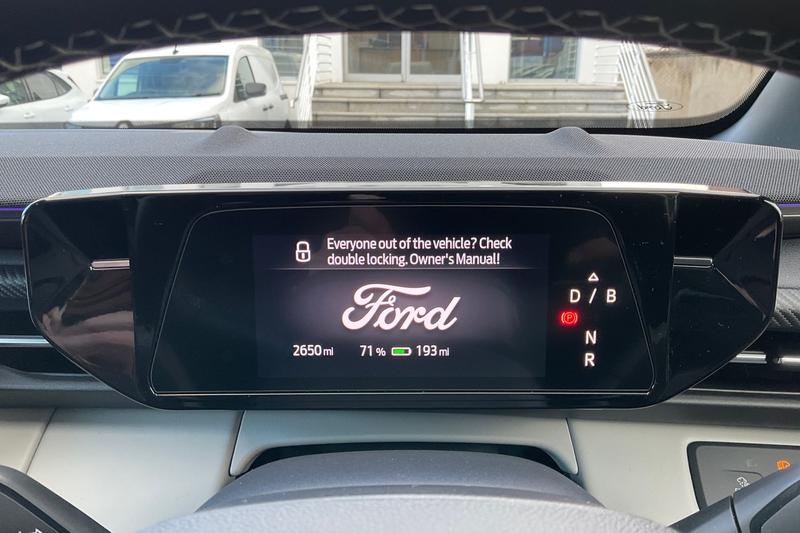 Everyone out of the vehicle? Check
double locking. Owner's Manual!
Ford
2650 mi 71 % 193 mi
D / B
P
N
R